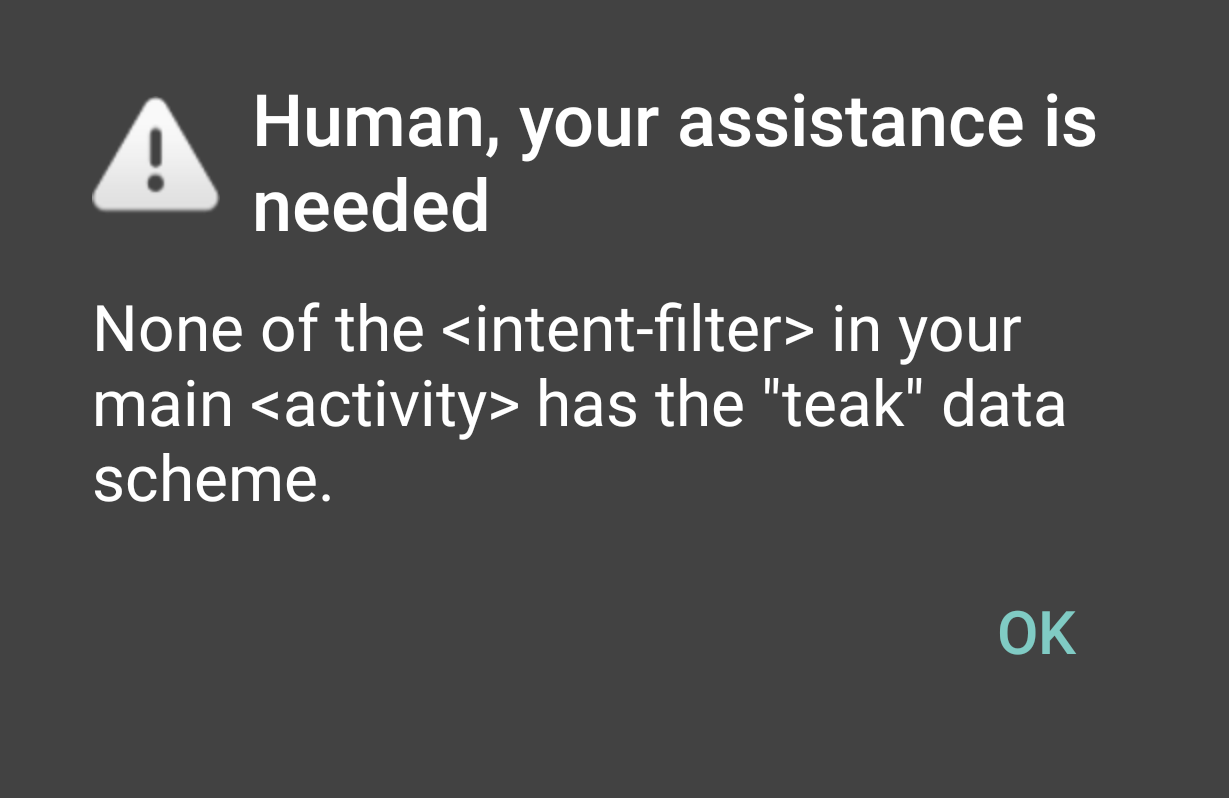 Human, your assistance is
needed
None of the <intent-filter> in your
main <activity> has the "teak" data
scheme.
OK